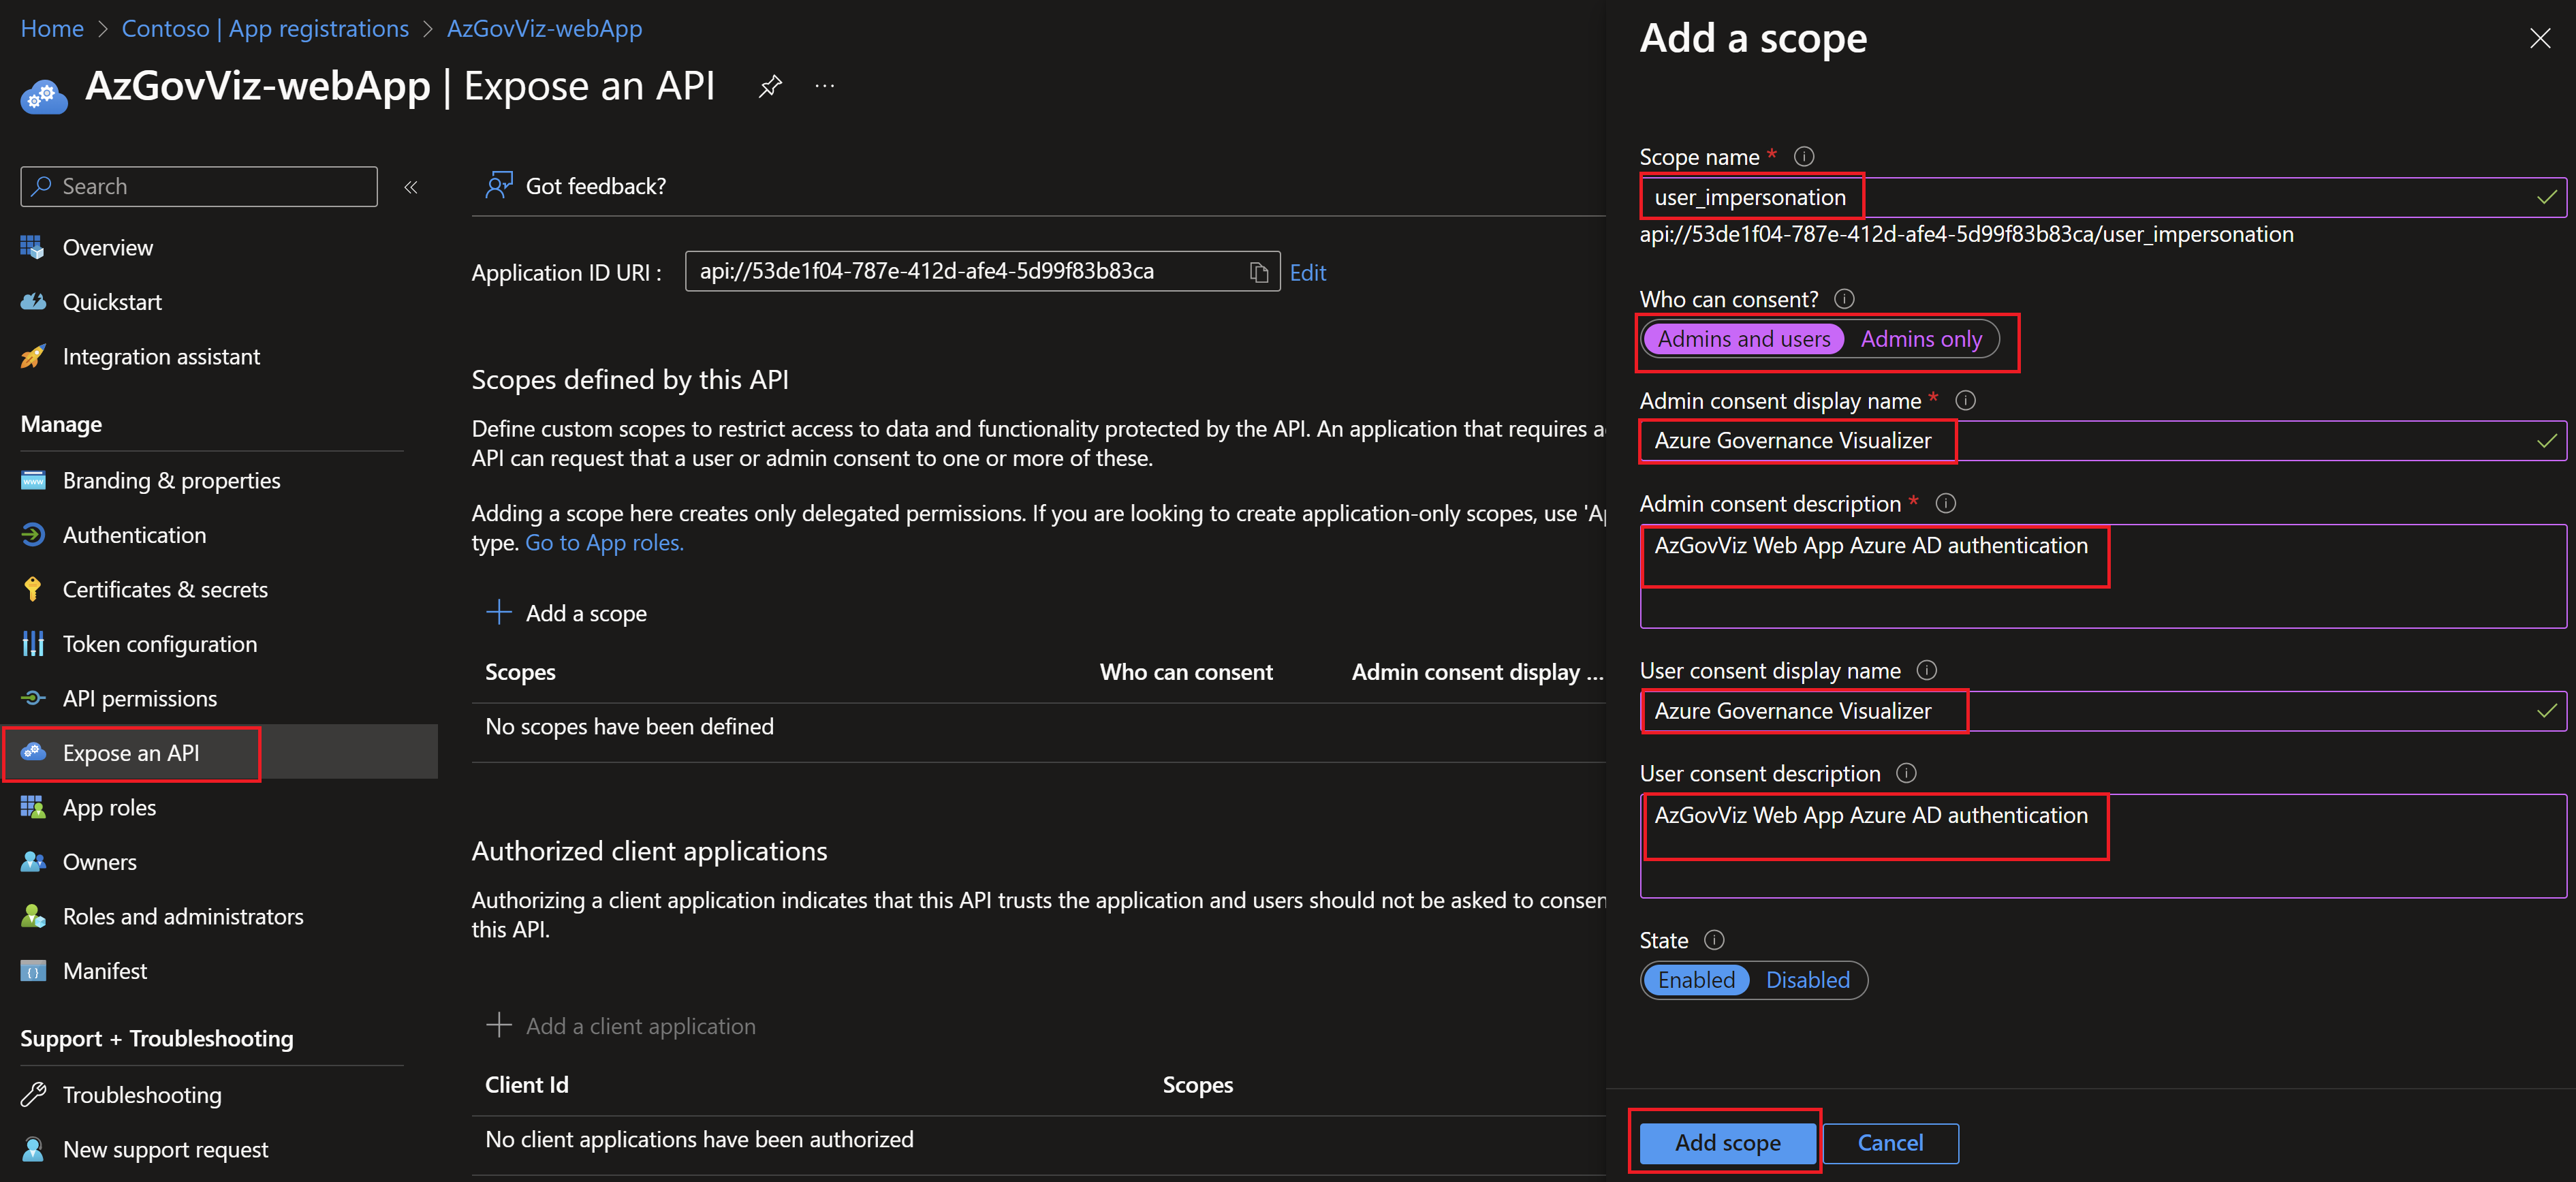 Home > Contoso | App registrations > AzGovViz-webApp
AzGovViz-webApp | Expose an API
...
Search
«
Overview
Quickstart
Integration assistant
Manage
Branding & properties
Authentication
Certificates & secrets
Token configuration
API permissions
Expose an API
App roles
Owners
Roles and administrators
Manifest
Support + Troubleshooting
Troubleshooting
New support request
Got feedback?
Application ID URI :
api://53de1f04-787e-412d-afe4-5d99f83b83ca
Edit
Scopes defined by this API
Define custom scopes to restrict access to data and functionality protected by the API. An application that requires a
API can request that a user or admin consent to one or more of these.
Adding a scope here creates only delegated permissions. If you are looking to create application-only scopes, use 'Ap
type. Go to App roles.
+ Add a scope
Scopes Who can consent Admin consent display ...
No scopes have been defined
Authorized client applications
Authorizing a client application indicates that this API trusts the application and users should not be asked to consen
this API.
+ Add a client application
Client Id Scopes
No client applications have been authorized
Add a scope
Scope name *
user_impersonation
api://53de1f04-787e-412d-afe4-5d99f83b83ca/user_impersonation
Who can consent?
Admins and users Admins only
Admin consent display name *
Azure Governance Visualizer
Admin consent description *
AzGovViz Web App Azure AD authentication
User consent display name
Azure Governance Visualizer
User consent description
AzGovViz Web App Azure AD authentication
State
Enabled Disabled
Add scope Cancel